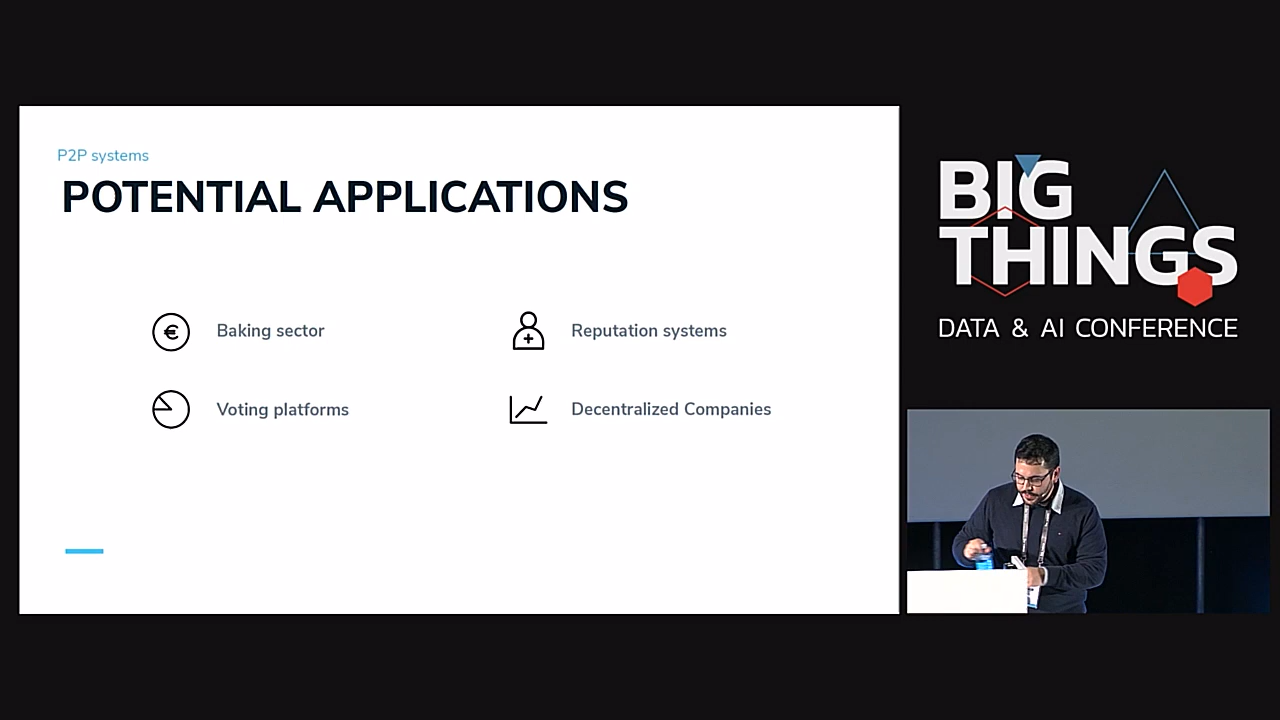 P2P systems
POTENTIAL APPLICATIONS
€
Baking sector
Reputation systems
Voting platforms
Decentralized Companies
BIG
THINGS
DATA & AI CONFERENCE